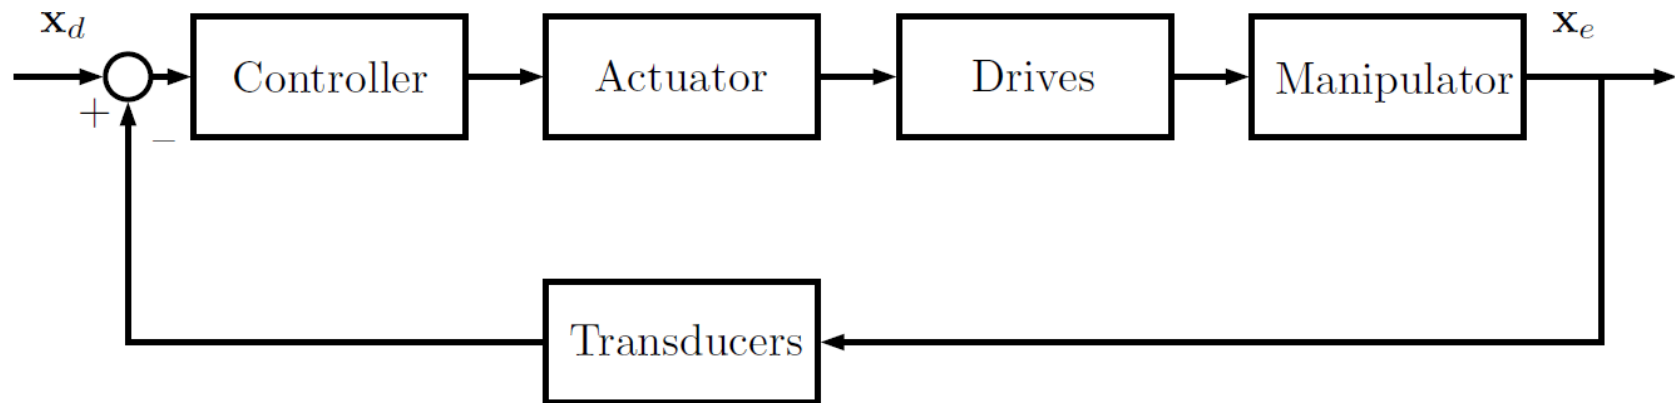 x_d
x_e
Controller
Actuator
Drives
Manipulator
+
−
Transducers